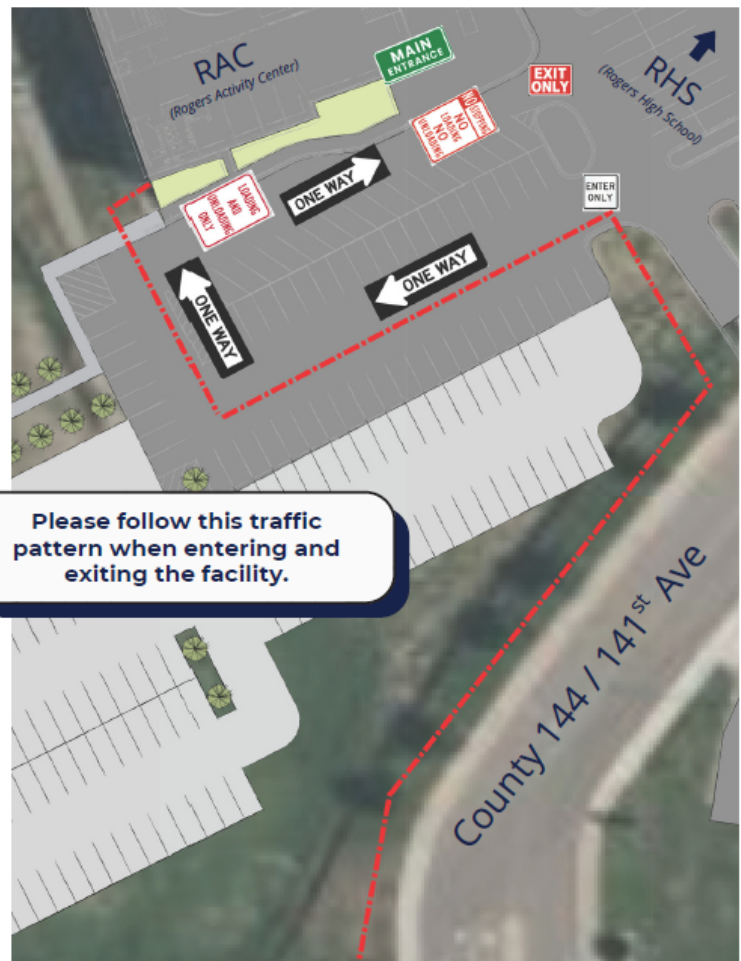 RAC
(Rogers Activity Center)
MAIN
ENTRANCE
EXIT
ONLY
RHS
(Rogers High School)
NO STOPPING
NO
LOADING
NO
UNLOADING
ENTER
ONLY
LOADING
AND
UNLOADING
ONLY
ONE WAY
ONE WAY
ONE WAY
Please follow this traffic
pattern when entering and
exiting the facility.
County 144 / 141st Ave